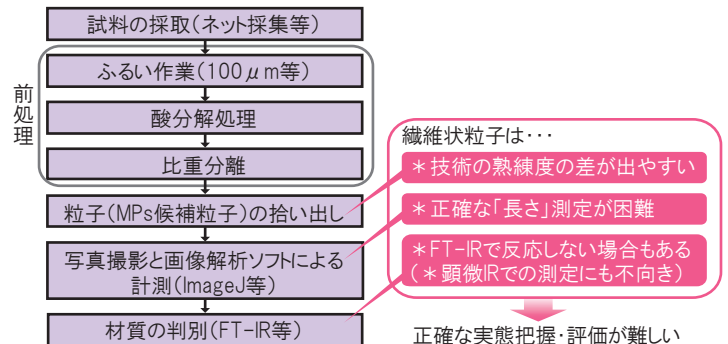 試料の採取(ネット採集等)
前処理
ふるい作業(100μm等)
酸分解処理
比重分離
粒子(MPs候補粒子)の拾い出し
写真撮影と画像解析ソフトによる
計測(ImageJ等)
材質の判別(FT-IR等)
繊維状粒子は・・・
＊技術の熟練度の差が出やすい
＊正確な「長さ」測定が困難
＊FT-IRで反応しない場合もある
(＊顕微IRでの測定にも不向き)
正確な実態把握・評価が難しい